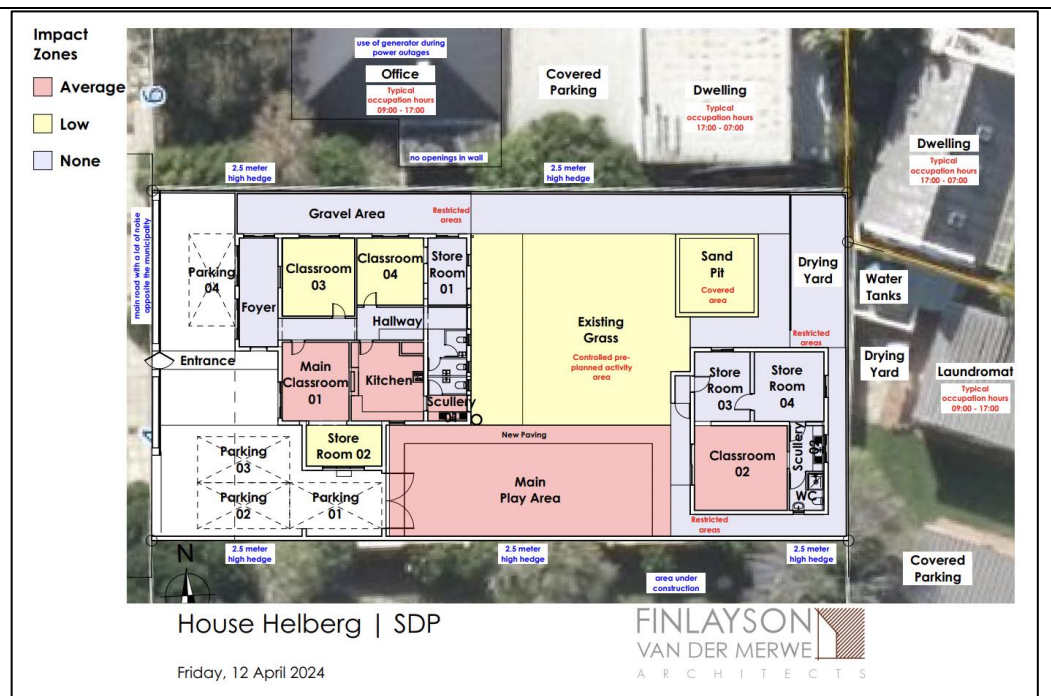 Impact
Zones
Average
Low
None
use of generator during
power outages
Office
Typical
occupation hours
09:00 - 17:00
no openings in wall
Covered
Parking
Dwelling
Typical
occupation hours
17:00 - 07:00
Dwelling
Typical
occupation hours
17:00 - 07:00
2.5 meter
high hedge
2.5 meter
high hedge
main road with a lot of noise
opposite the municipality
Gravel Area
Restricted
areas
Parking
04
Foyer
Classroom
03
Classroom
04
Store
Room
01
Sand
Pit
Covered
area
Drying
Yard
Water
Tanks
Hallway
Existing
Grass
Controlled pre-
planned activity
area
Restricted
areas
Entrance
Main
Classroom
01
Kitchen
Scullery
01
Store
Room
03
Store
Room
04
Drying
Yard
Laundromat
Typical
occupation hours
09:00 - 17:00
Store
Room 02
New Paving
Main
Play Area
Classroom
02
Scullery
02
WC
Parking
03
Parking
02
Parking
01
Restricted
areas
2.5 meter
high hedge
2.5 meter
high hedge
2.5 meter
high hedge
area under
construction
Covered
Parking
N
House Helberg | SDP
Friday, 12 April 2024
FINLAYSON
VAN DER MERWE
ARCHITECTS